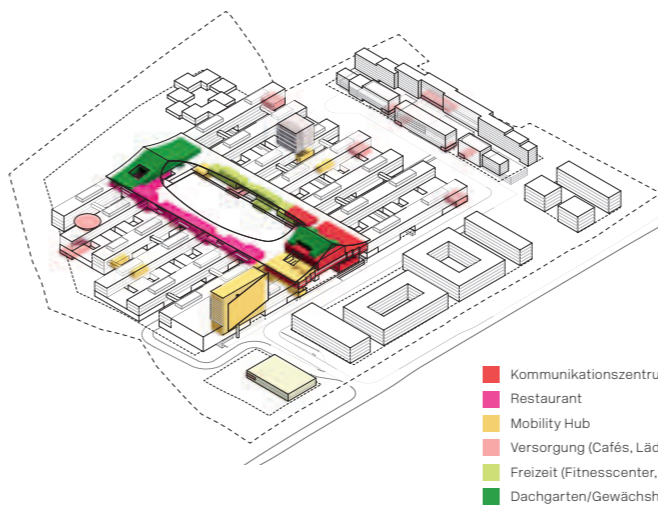 Kommunikationszentru
Restaurant
Mobility Hub
Versorgung (Cafés, Läd
Freizeit (Fitnesscenter,
Dachgarten/Gewächsh